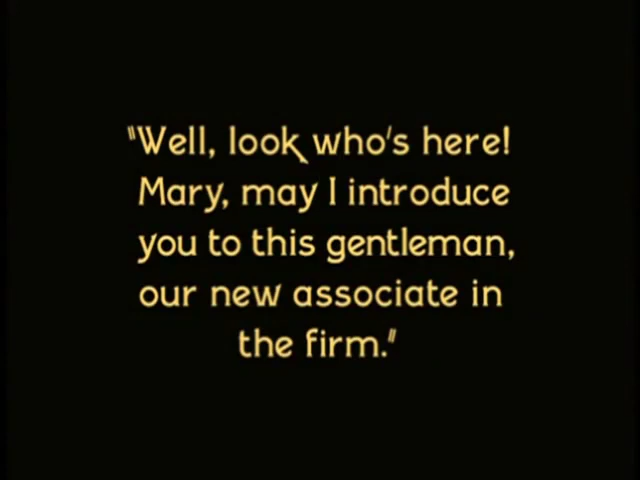 "Well, look who's here!
Mary, may I introduce
you to this gentleman,
our new associate in
the firm."